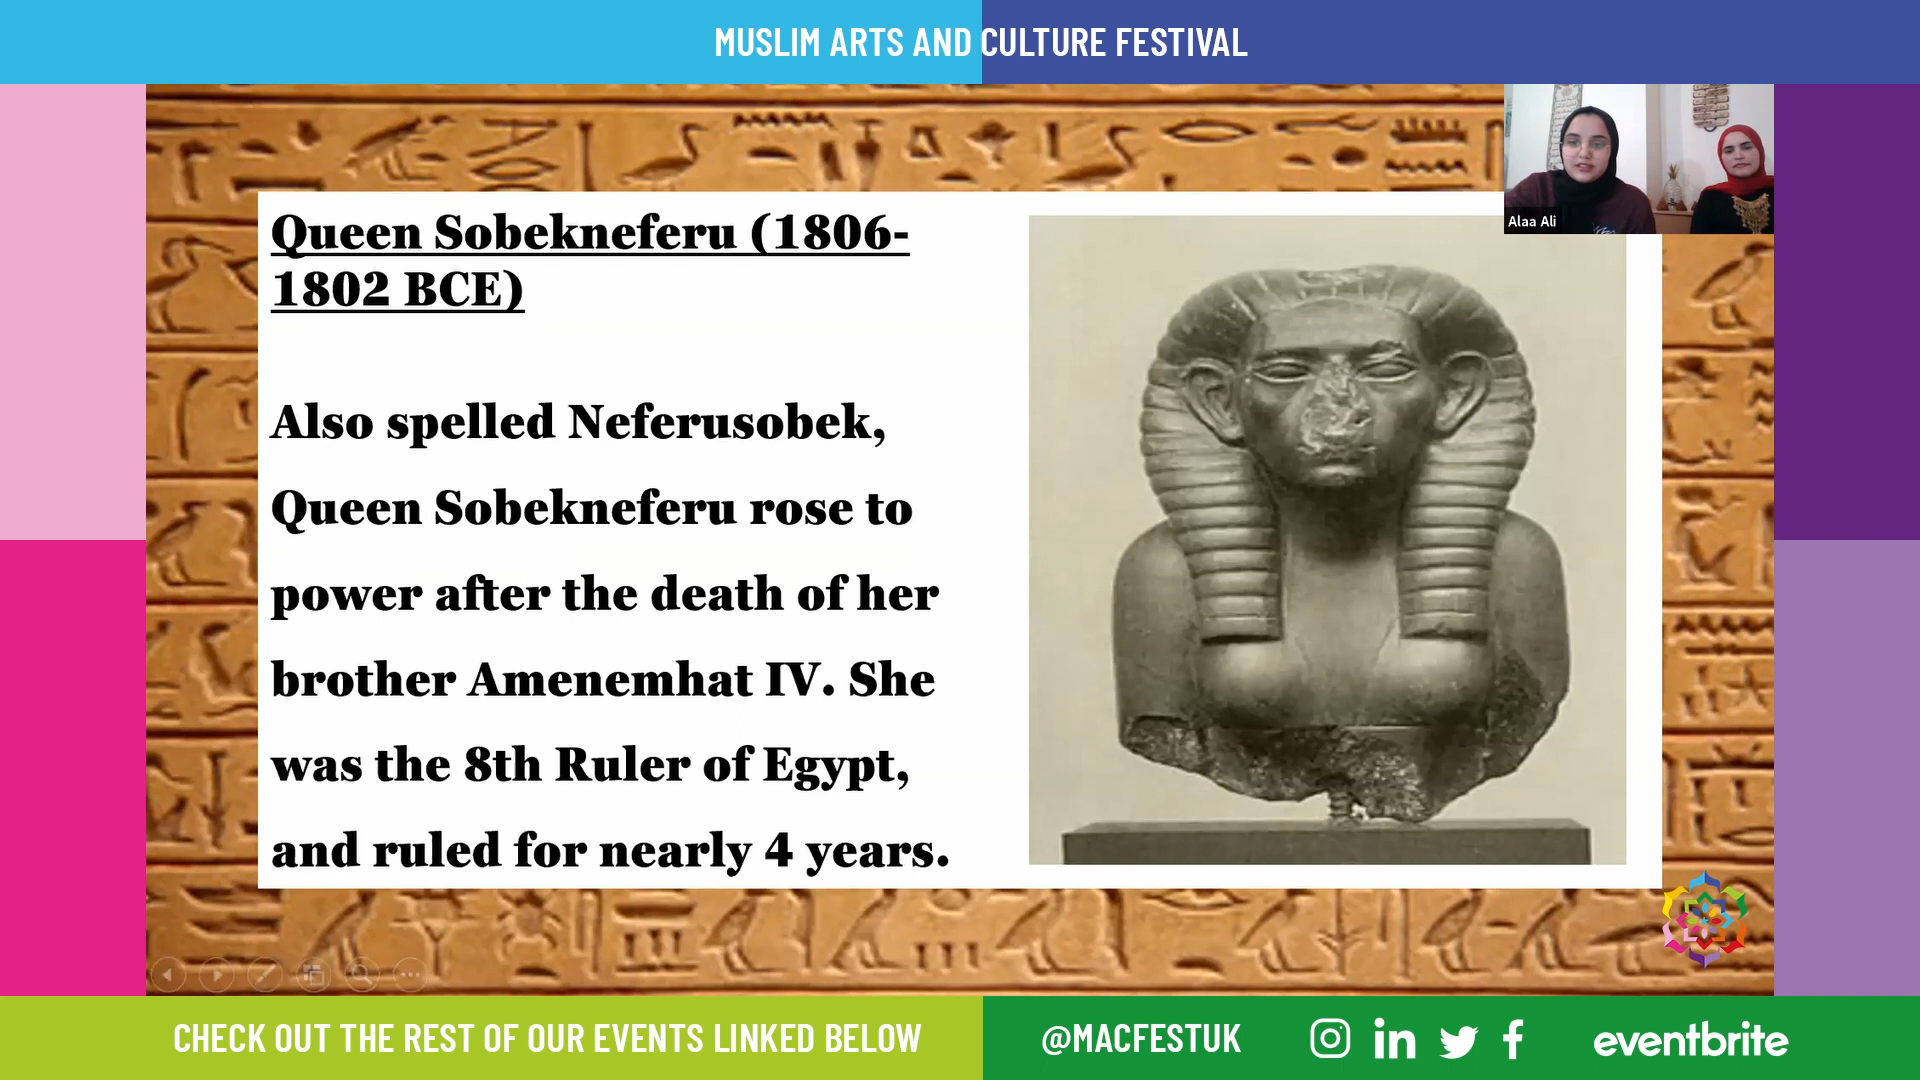 MUSLIM ARTS AND CULTURE FESTIVAL
Alaa Ali
Queen Sobekneferu (1806-
1802 BCE)
Also spelled Neferusobek,
Queen Sobekneferu rose to
power after the death of her
brother Amenemhat IV. She
was the 8th Ruler of Egypt,
and ruled for nearly 4 years.
CHECK OUT THE REST OF OUR EVENTS LINKED BELOW
@MACFESTUK
eventbrite